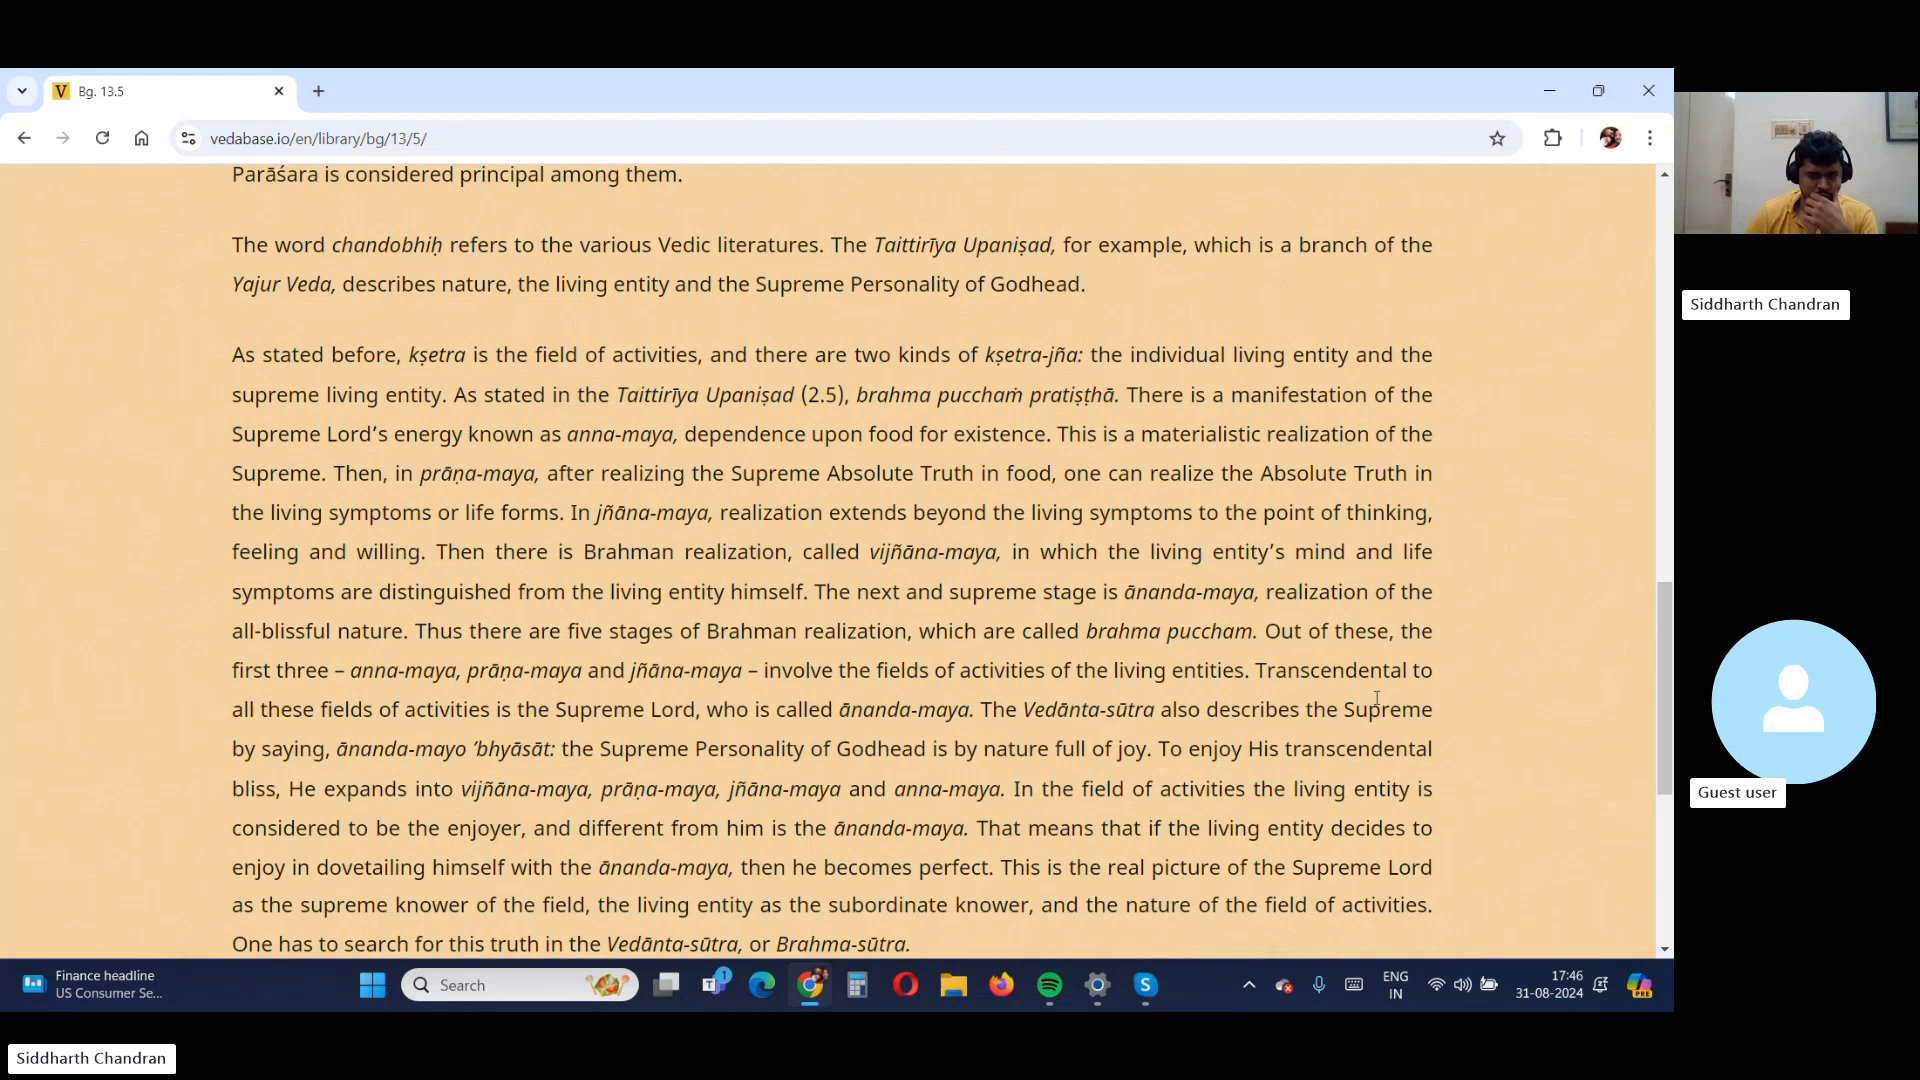 Bg. 13.5
vedabase.io/en/library/bg/13/5/
Parāśara is considered principal among them.
The word chandobhiḥ refers to the various Vedic literatures. The Taittirīya Upaniṣad, for example, which is a branch of the
Yajur Veda, describes nature, the living entity and the Supreme Personality of Godhead.
As stated before, kṣetra is the field of activities, and there are two kinds of kṣetra-jña: the individual living entity and the
supreme living entity. As stated in the Taittirīya Upaniṣad (2.5), brahma pucchaṁ pratiṣṭhā. There is a manifestation of the
Supreme Lord’s energy known as anna-maya, dependence upon food for existence. This is a materialistic realization of the
Supreme. Then, in prāṇa-maya, after realizing the Supreme Absolute Truth in food, one can realize the Absolute Truth in
the living symptoms or life forms. In jñāna-maya, realization extends beyond the living symptoms to the point of thinking,
feeling and willing. Then there is Brahman realization, called vijñāna-maya, in which the living entity’s mind and life
symptoms are distinguished from the living entity himself. The next and supreme stage is ānanda-maya, realization of the
all-blissful nature. Thus there are five stages of Brahman realization, which are called brahma puccham. Out of these, the
first three – anna-maya, prāṇa-maya and jñāna-maya – involve the fields of activities of the living entities. Transcendental to
all these fields of activities is the Supreme Lord, who is called ānanda-maya. The Vedānta-sūtra also describes the Supreme
by saying, ānanda-mayo ’bhyāsāt: the Supreme Personality of Godhead is by nature full of joy. To enjoy His transcendental
bliss, He expands into vijñāna-maya, prāṇa-maya, jñāna-maya and anna-maya. In the field of activities the living entity is
considered to be the enjoyer, and different from him is the ānanda-maya. That means that if the living entity decides to
enjoy in dovetailing himself with the ānanda-maya, then he becomes perfect. This is the real picture of the Supreme Lord
as the supreme knower of the field, the living entity as the subordinate knower, and the nature of the field of activities.
One has to search for this truth in the Vedānta-sūtra, or Brahma-sūtra.
Siddharth Chandran
Guest user
Finance headline
US Consumer Se...
Search
1
ENG
IN
17:46
31-08-2024
PRE
Siddharth Chandran